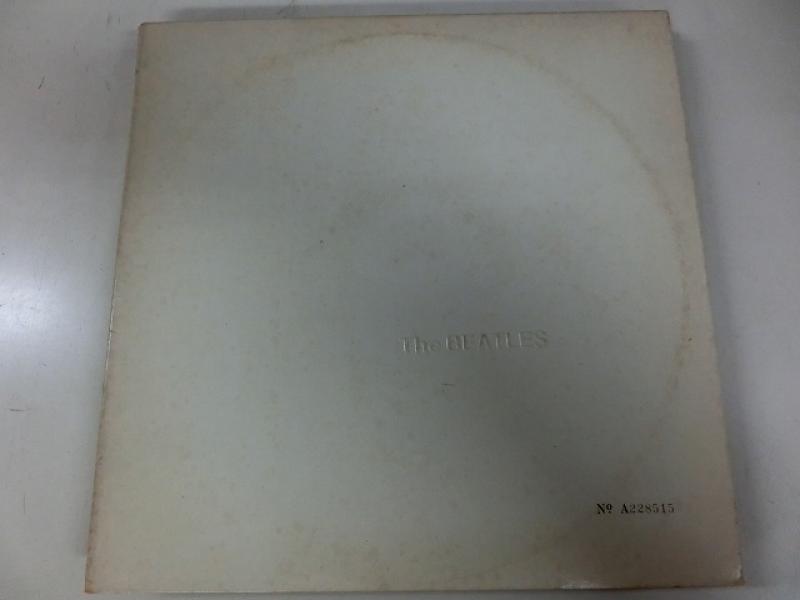 The BEATLES
Nº A228515